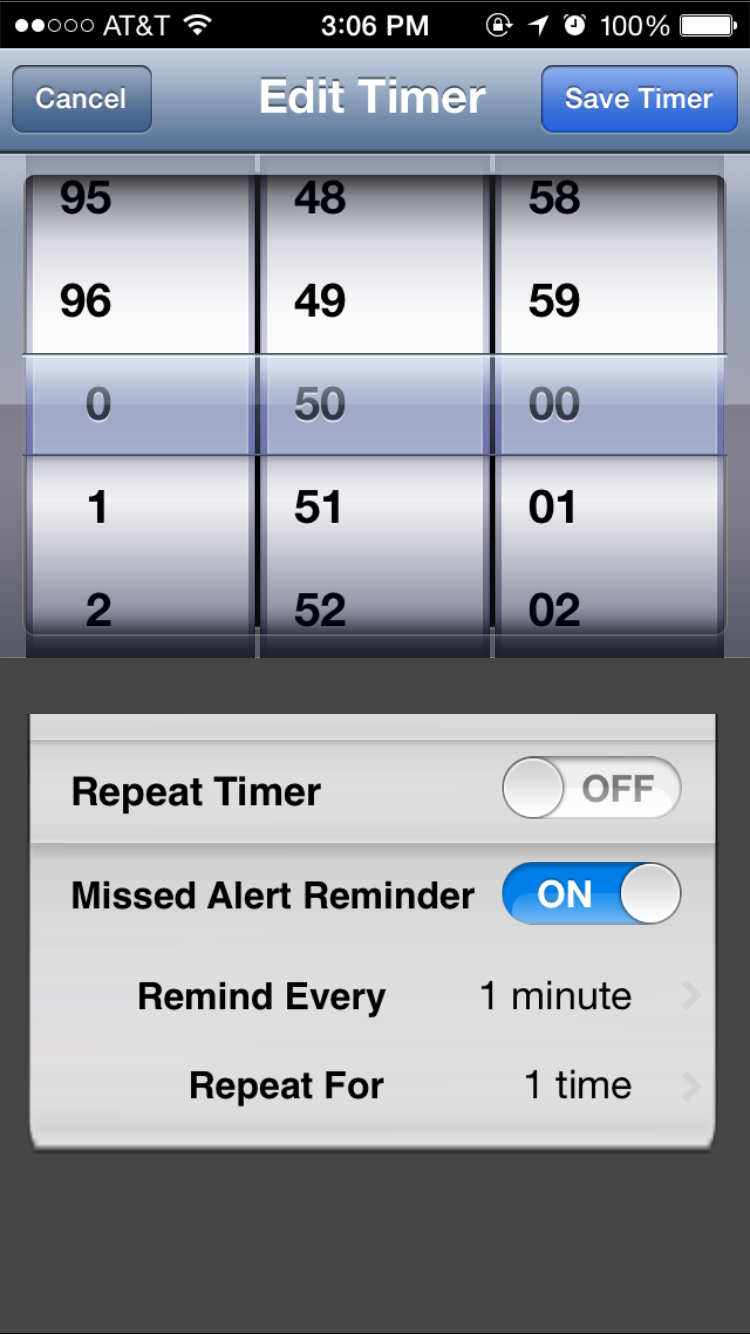 AT&T 3:06 PM 100%
Cancel Edit Timer Save Timer
95 48 58
96 49 59
0 50 00
1 51 01
2 52 02
Repeat Timer OFF
Missed Alert Reminder ON
Remind Every 1 minute
Repeat For 1 time